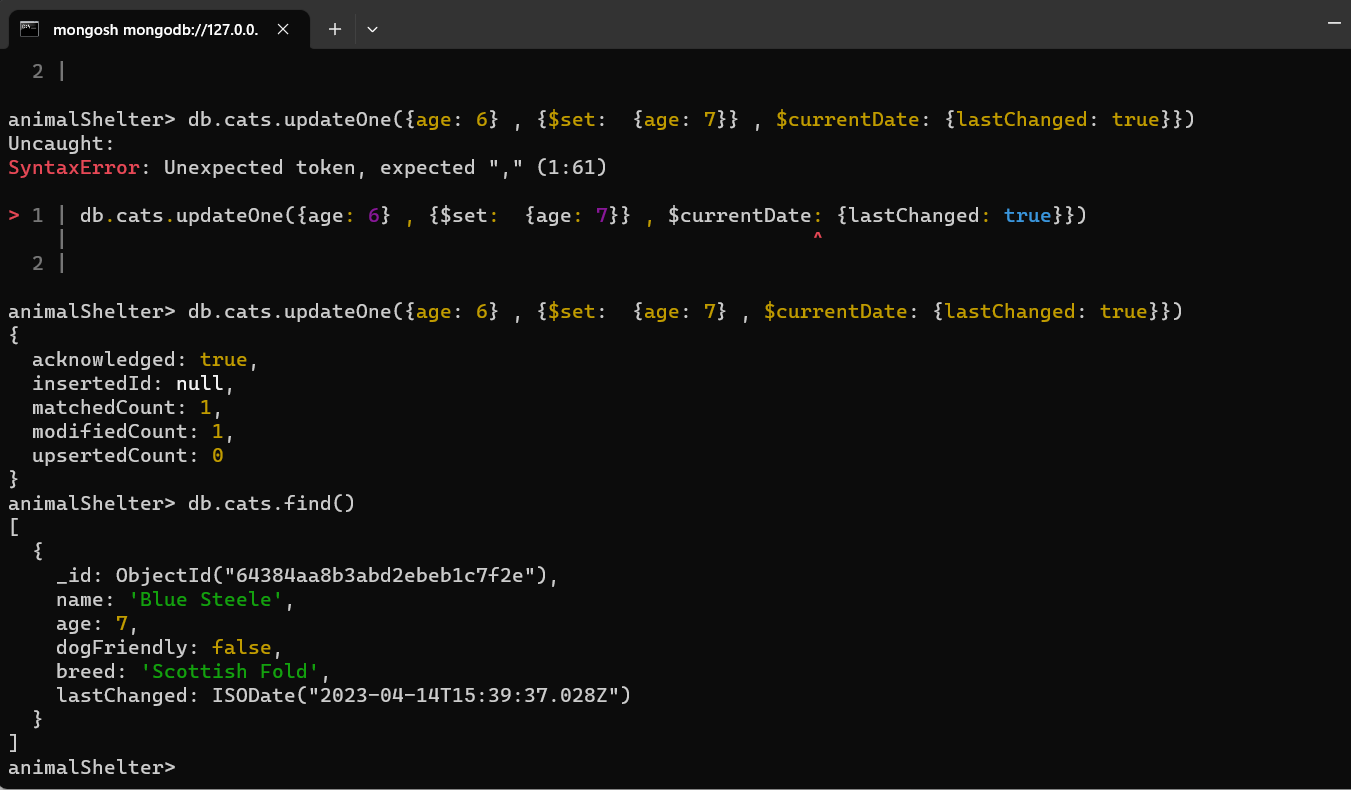 mongosh mongodb://127.0.0.
2 |
animalShelter> db.cats.updateOne({age: 6} , {$set:  {age: 7}} , $currentDate: {lastChanged: true}})
Uncaught:
SyntaxError: Unexpected token, expected "," (1:61)
> 1 | db.cats.updateOne({age: 6} , {$set:  {age: 7}} , $currentDate: {lastChanged: true}})
| ^
2 |
animalShelter> db.cats.updateOne({age: 6} , {$set:  {age: 7} , $currentDate: {lastChanged: true}})
{
acknowledged: true,
insertedId: null,
matchedCount: 1,
modifiedCount: 1,
upsertedCount: 0
}
animalShelter> db.cats.find()
[
{
_id: ObjectId("64384aa8b3abd2ebeb1c7f2e"),
name: 'Blue Steele',
age: 7,
dogFriendly: false,
breed: 'Scottish Fold',
lastChanged: ISODate("2023-04-14T15:39:37.028Z")
}
]
animalShelter>